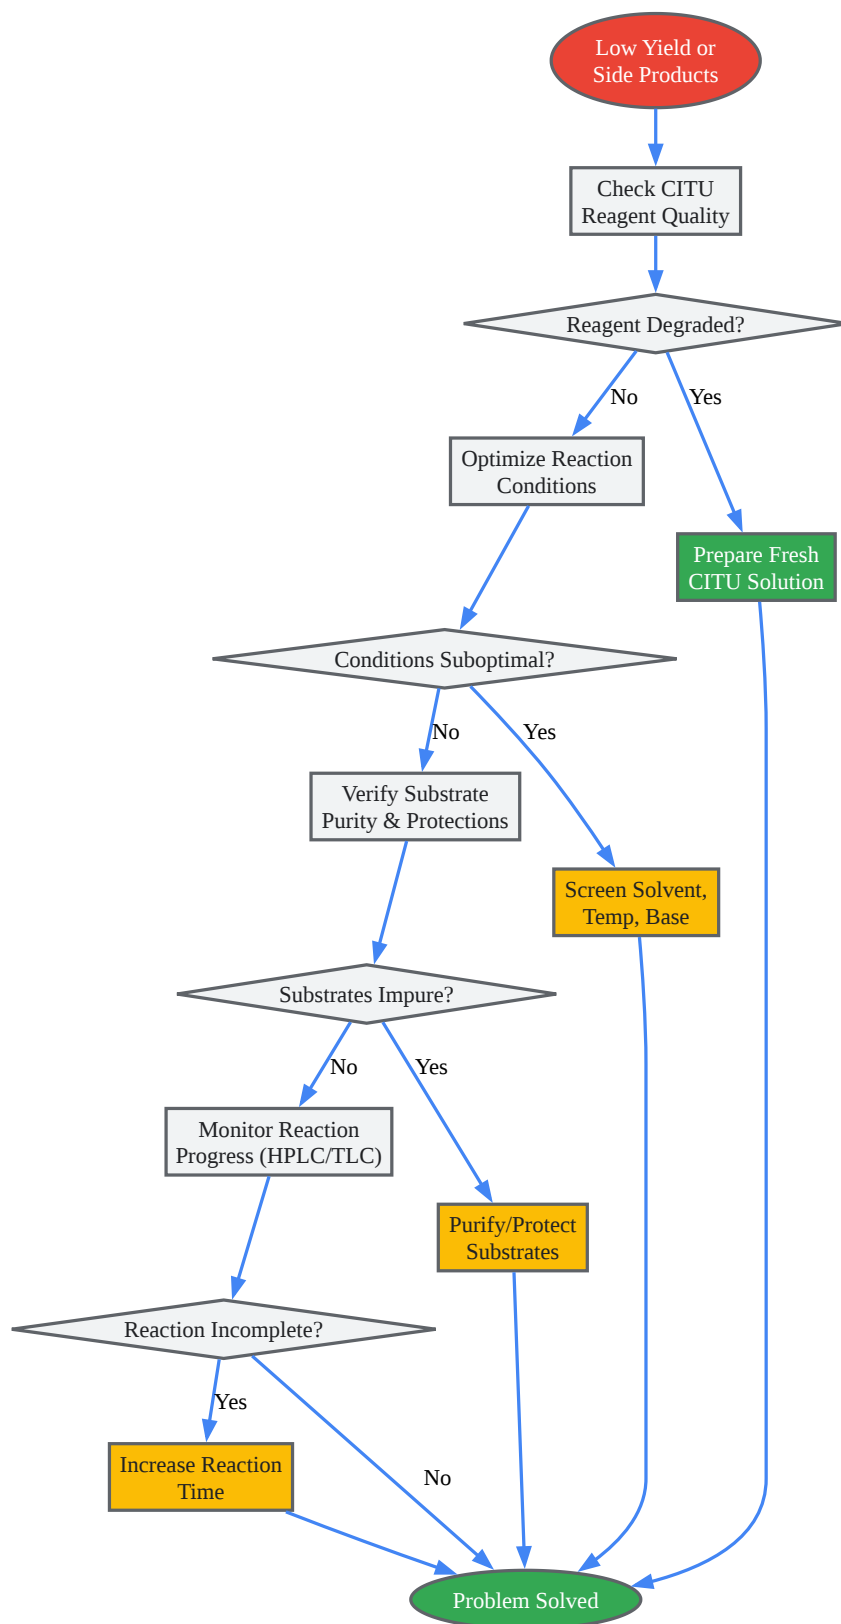 Low Yield or
Side Products
Check CITU
Reagent Quality
Reagent Degraded?
No
Yes
Optimize Reaction
Conditions
Prepare Fresh
CITU Solution
Conditions Suboptimal?
No
Yes
Verify Substrate
Purity & Protections
Screen Solvent,
Temp, Base
Substrates Impure?
No
Yes
Monitor Reaction
Progress (HPLC/TLC)
Purify/Protect
Substrates
Reaction Incomplete?
Yes
No
Increase Reaction
Time
Problem Solved